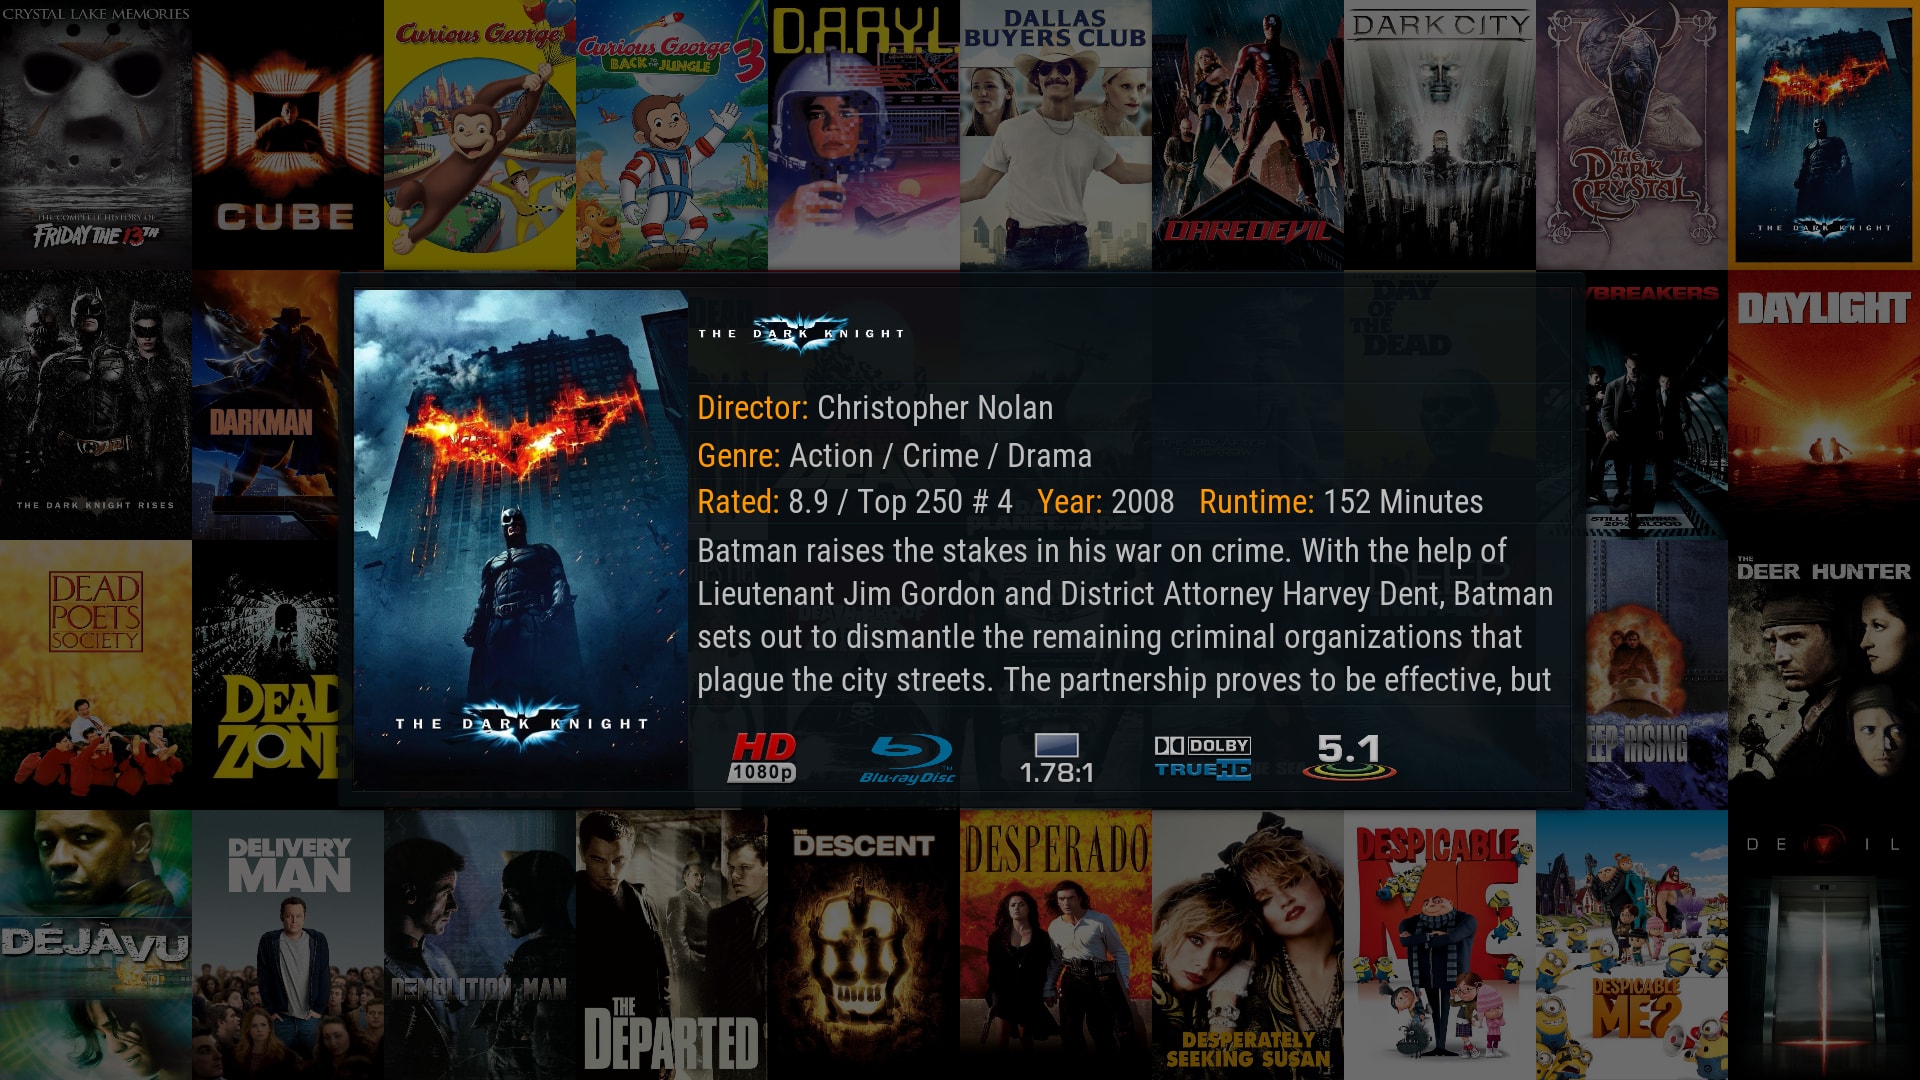 CRYSTAL LAKE MEMORIES
THE COMPLETE HISTORY OF
FRIDAY THE 13TH
CUBE
Curious George
Curious George
BACK TO THE JUNGLE 3
D.A.R.Y.L.
DALLAS
BUYERS CLUB
DAREDEVIL
DARK CITY
THE
DARK
CRYSTAL
THE DARK KNIGHT
THE DARK KNIGHT RISES
DARKMAN
THE DARK KNIGHT
THE DARK KNIGHT
Director: Christopher Nolan
Genre: Action / Crime / Drama
Rated: 8.9 / Top 250 # 4 Year: 2008 Runtime: 152 Minutes
Batman raises the stakes in his war on crime. With the help of
Lieutenant Jim Gordon and District Attorney Harvey Dent, Batman
sets out to dismantle the remaining criminal organizations that
plague the city streets. The partnership proves to be effective, but
HD
1080p
Blu-ray Disc
1.78:1
DOLBY
TRUEHD
5.1
DAY
OF
THE
DEAD
YBREAKERS
DAYLIGHT
DEAD
POETS
SOCIETY
DEAD
ZONE
EEP RISING
THE
DEER HUNTER
DÉJÀ VU
DELIVERY
MAN
DEMOLITION MAN
THE
DEPARTED
THE
DESCENT
DESPERADO
DESPERATELY
SEEKING SUSAN
DESPICABLE
ME
DESPICABLE
ME2
DEVIL